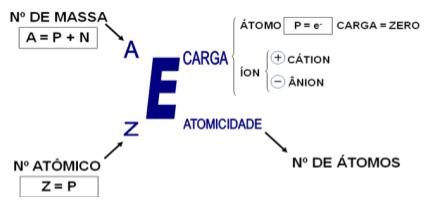 Nº DE MASSA
A = P + N
A
E
Z
CARGA
ÁTOMO P = e- CARGA = ZERO
ÍON
+ CÁTION
− ÂNION
ATOMICIDADE
Nº DE ÁTOMOS
Nº ATÔMICO
Z = P